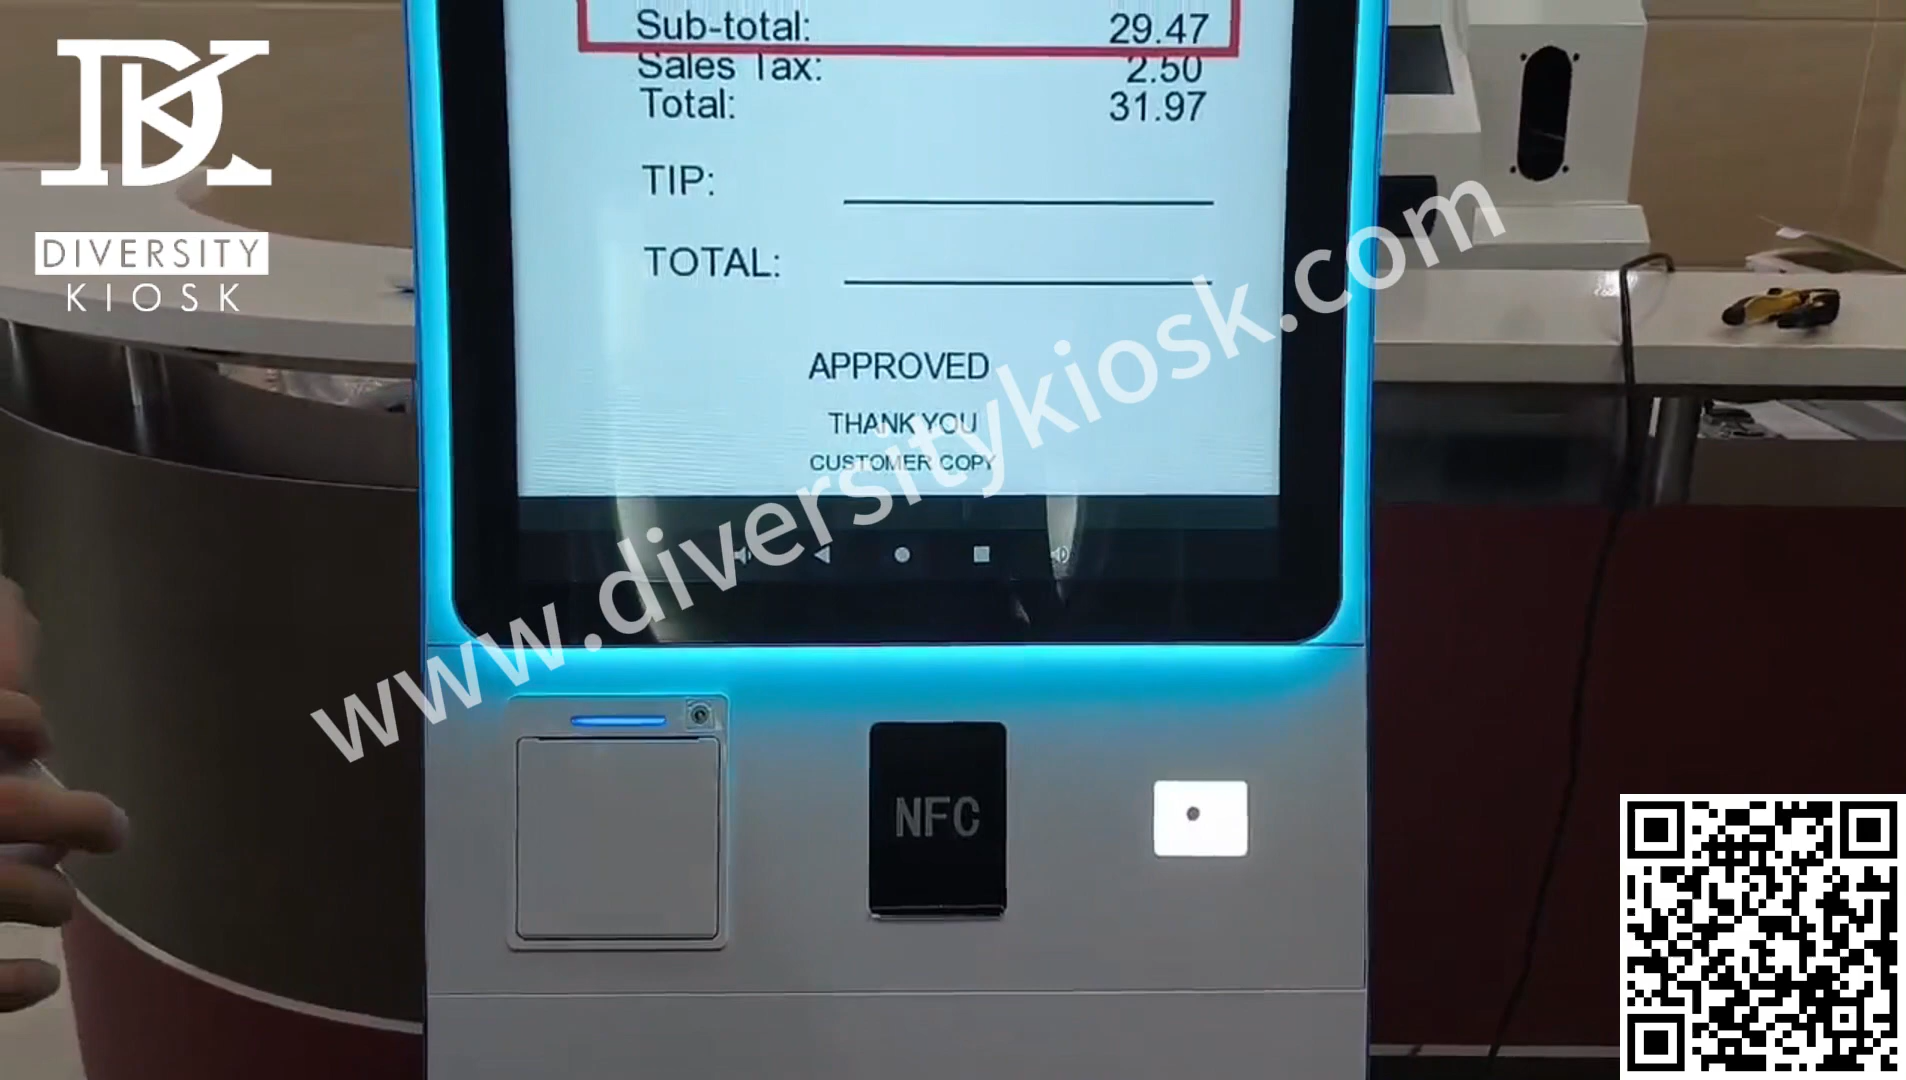 DK
DIVERSITY
KIOSK
Sub-total: 29.47
Sales Tax: 2.50
Total: 31.97
TIP:
TOTAL:
APPROVED
THANK YOU
CUSTOMER COPY
www.diversitykiosk.com
NFC